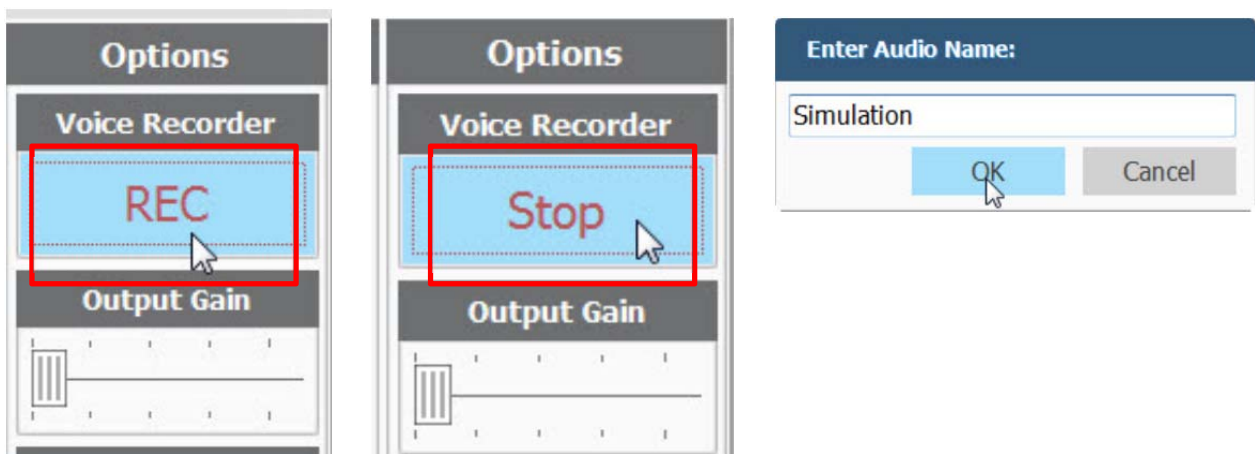 Options
Voice Recorder
REC
Output Gain
Options
Voice Recorder
Stop
Output Gain
Enter Audio Name:
Simulation
OK
Cancel